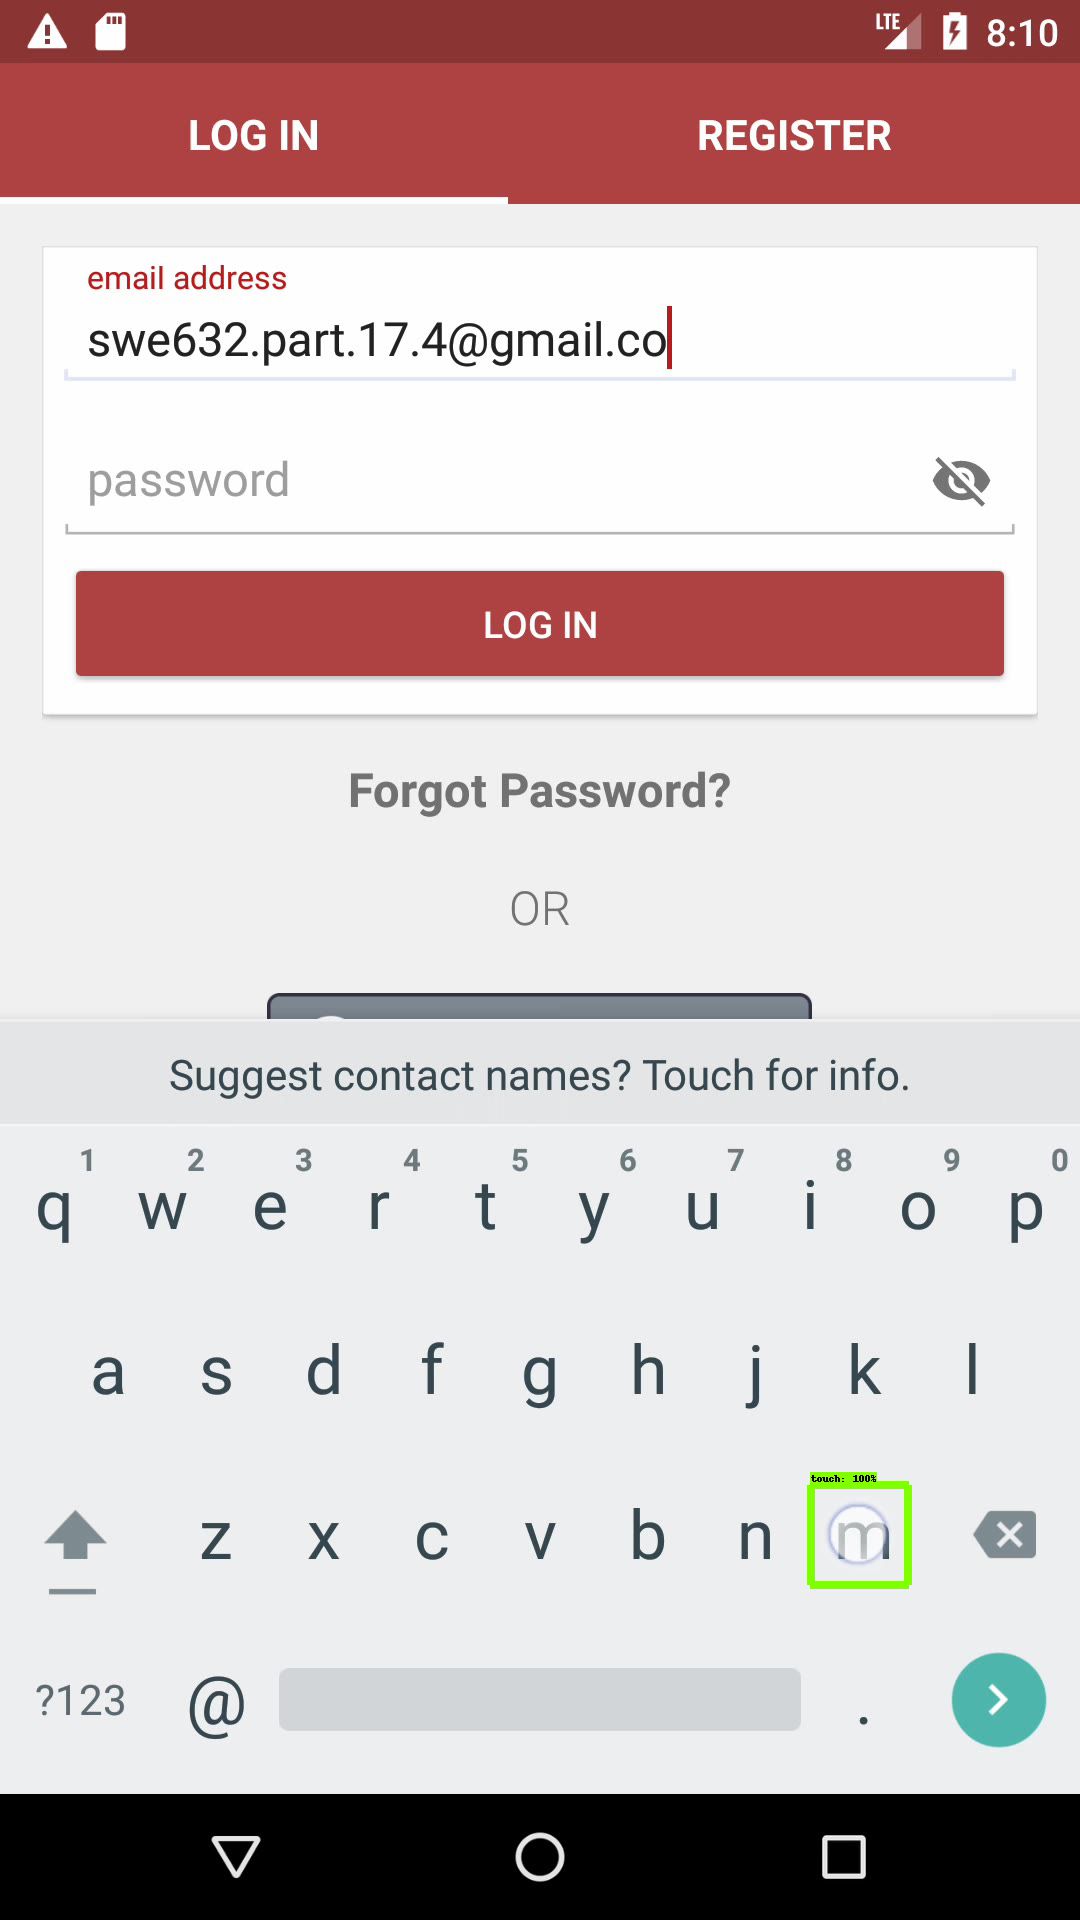 LTE 8:10
LOG IN REGISTER
email address
swe632.part.17.4@gmail.co
password
LOG IN
Forgot Password?
OR
Suggest contact names? Touch for info.
1 2 3 4 5 6 7 8 9 0
q w e r t y u i o p
a s d f g h j k l
touch: 100%
z x c v b n m
?123 @ .